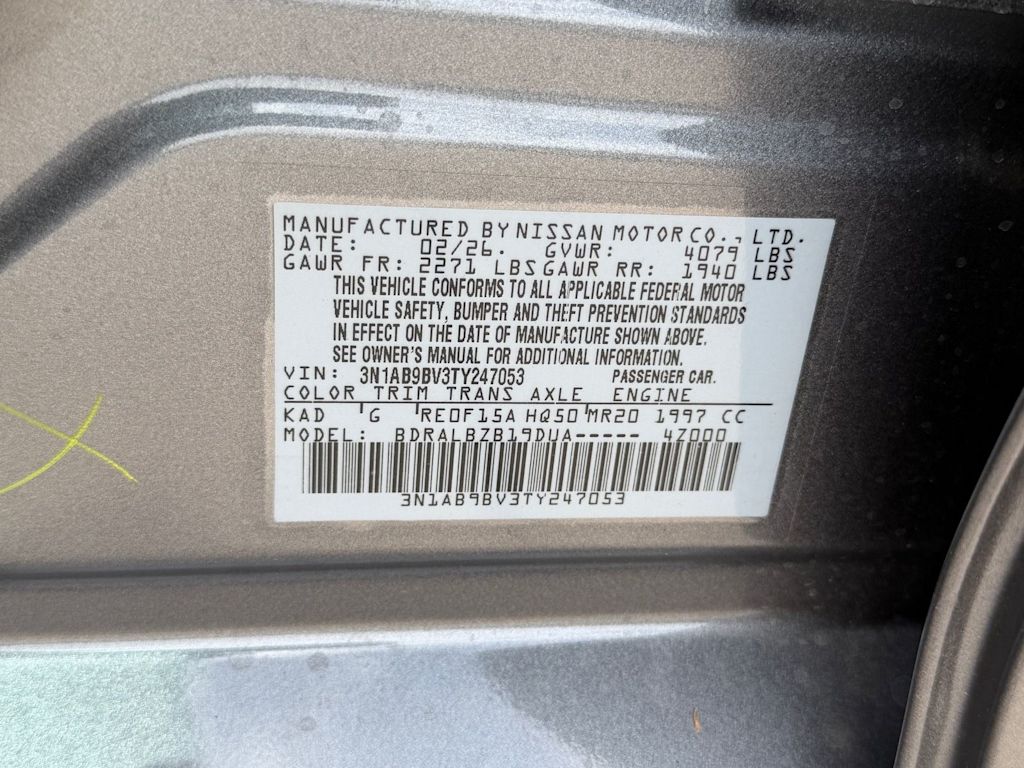 MANUFACTURED BY NISSAN MOTOR CO., LTD.
DATE: 02/26. GVWR: 4079 LBS
GAWR FR: 2271 LBS GAWR RR: 1940 LBS
THIS VEHICLE CONFORMS TO ALL APPLICABLE FEDERAL MOTOR
VEHICLE SAFETY, BUMPER AND THEFT PREVENTION STANDARDS
IN EFFECT ON THE DATE OF MANUFACTURE SHOWN ABOVE.
SEE OWNER'S MANUAL FOR ADDITIONAL INFORMATION.
VIN: 3N1AB9BV3TY247053 PASSENGER CAR.
COLOR TRIM TRANS AXLE ENGINE
KAD 'G 'RE0F15A HQ50'MR20 1997 CC
MODEL: BDRALBZB19DUA----- 4Z000
3N1AB9BV3TY247053